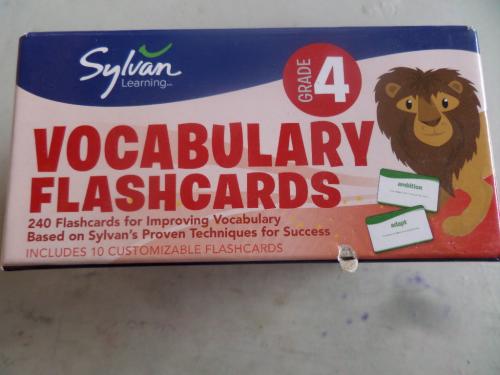 Sylvan
Learning
GRADE 4
VOCABULARY
FLASHCARDS
240 Flashcards for Improving Vocabulary
Based on Sylvan's Proven Techniques for Success
INCLUDES 10 CUSTOMIZABLE FLASHCARDS
ambition
adapt